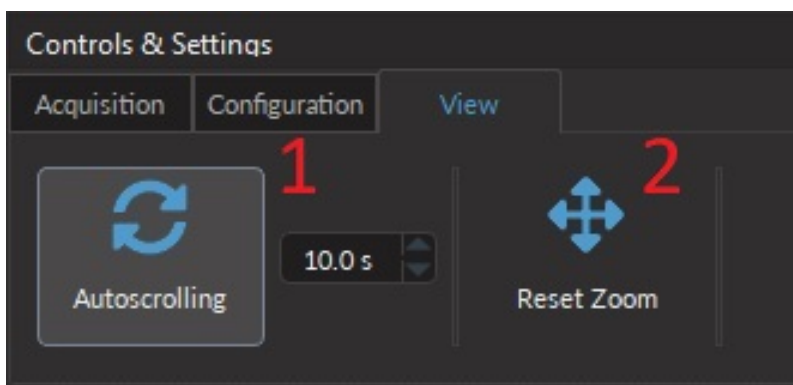 Controls & Settings
Acquisition Configuration View
1 2
10.0 s
Autoscrolling Reset Zoom